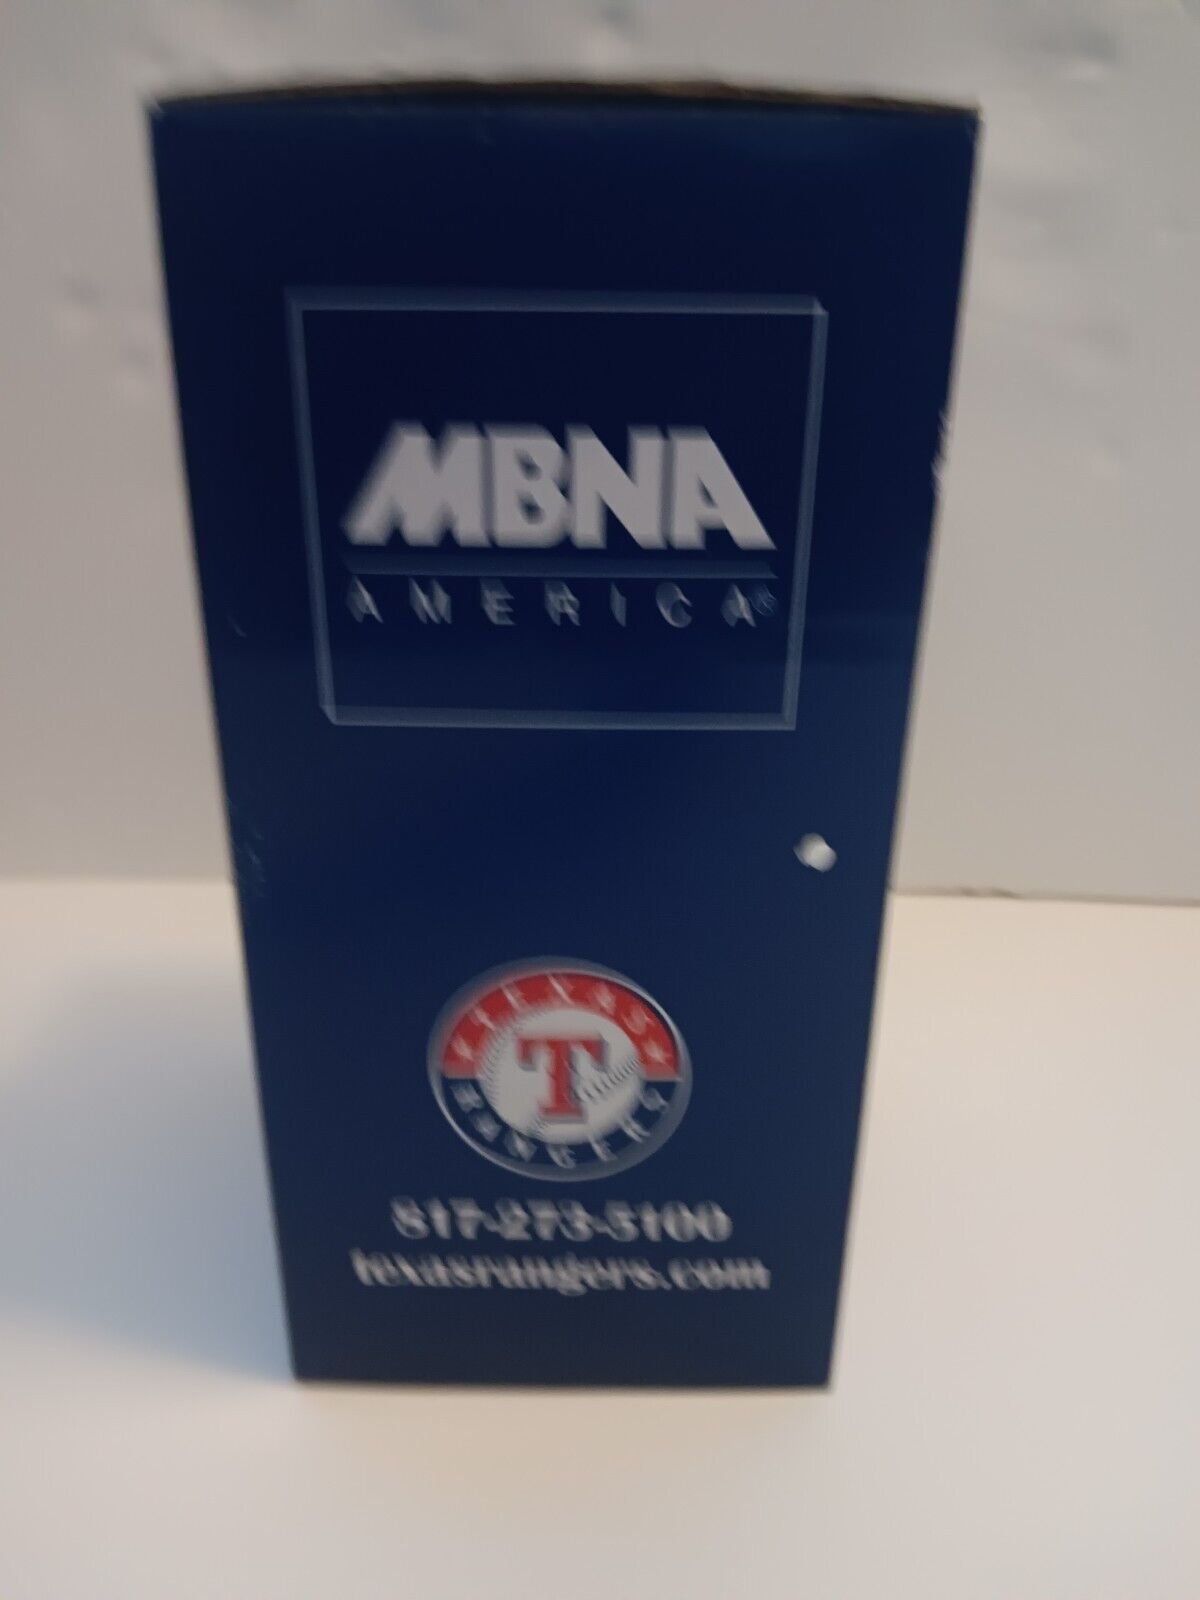 MBNA
AMERICA®
TEXAS
T
RANGERS
817-273-5100
texasrangers.com